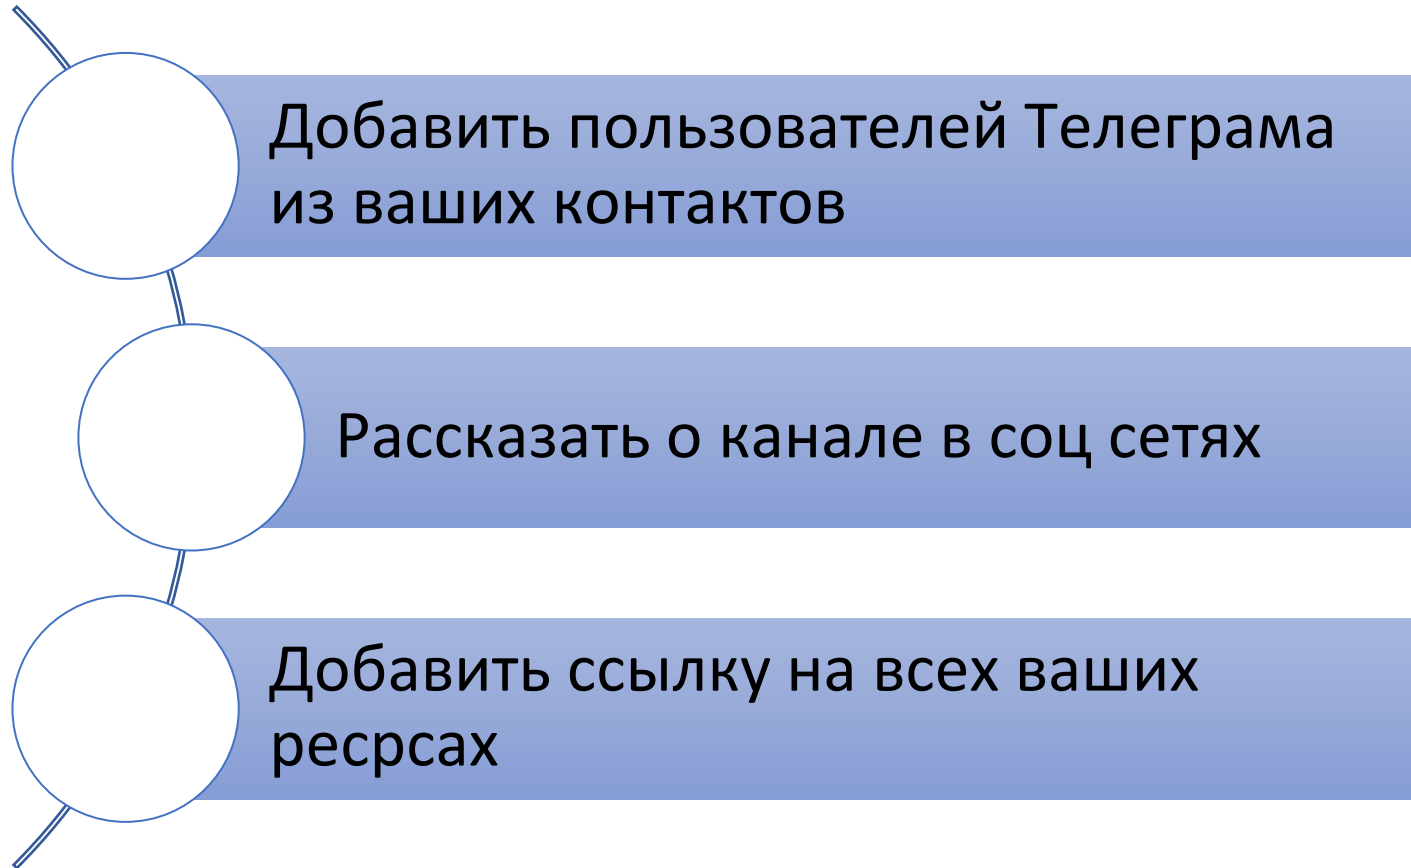 Добавить пользователей Телеграма
из ваших контактов
Рассказать о канале в соц сетях
Добавить ссылку на всех ваших
ресрсах